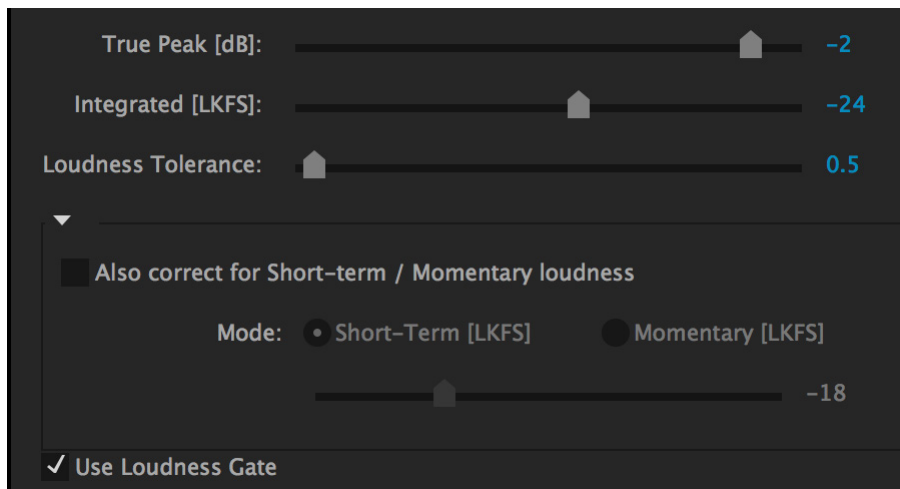 True Peak [dB]: -2
Integrated [LKFS]: -24
Loudness Tolerance: 0.5
Also correct for Short-term / Momentary loudness
Mode: Short-Term [LKFS] Momentary [LKFS]
-18
Use Loudness Gate